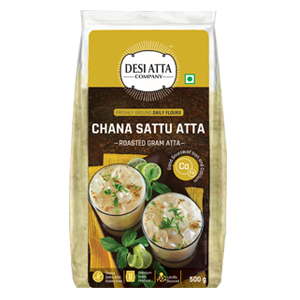 DESI ATTA
COMPANY
FRESHLY GROUND DAILY FLOURS
CHANA SATTU ATTA
ROASTED GRAM ATTA
Ca
500 g